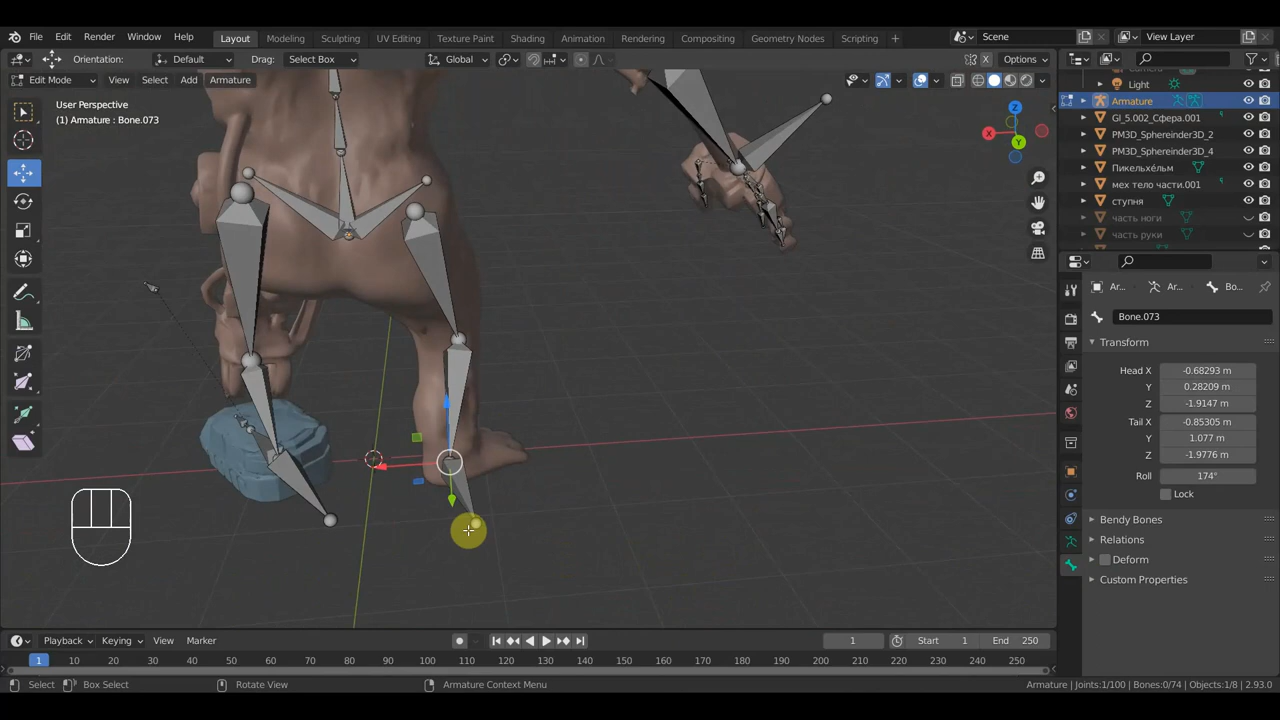 File Edit Render Window Help Layout Modeling Sculpting UV Editing Texture Paint Shading Animation Rendering Compositing Geometry Nodes Scripting + Scene View Layer
Orientation: Default Drag: Select Box Global Options
Edit Mode View Select Add Armature
User Perspective
(1) Armature : Bone.073
X Y Z
Light
Armature
GI_5.002_Сфера.001
PM3D_Sphereinder3D_2
PM3D_Sphereinder3D_4
Пикельхе́льм
мех тело части.001
ступня
часть ноги
часть руки
Ar... Ar... Bo...
Bone.073
Transform
Head X -0.68293 m
Y 0.28209 m
Z -1.9147 m
Tail X -0.85305 m
Y 1.077 m
Z -1.9776 m
Roll 174°
Lock
Bendy Bones
Relations
Deform
Custom Properties
Playback Keying View Marker 1 Start 1 End 250
1 10 20 30 40 50 60 70 80 90 100 110 120 130 140 150 160 170 180 190 200 210 220 230 240 250
Select Box Select Rotate View Armature Context Menu Armature | Joints:1/100 | Bones:0/74 | Objects:1/8 | 2.93.0